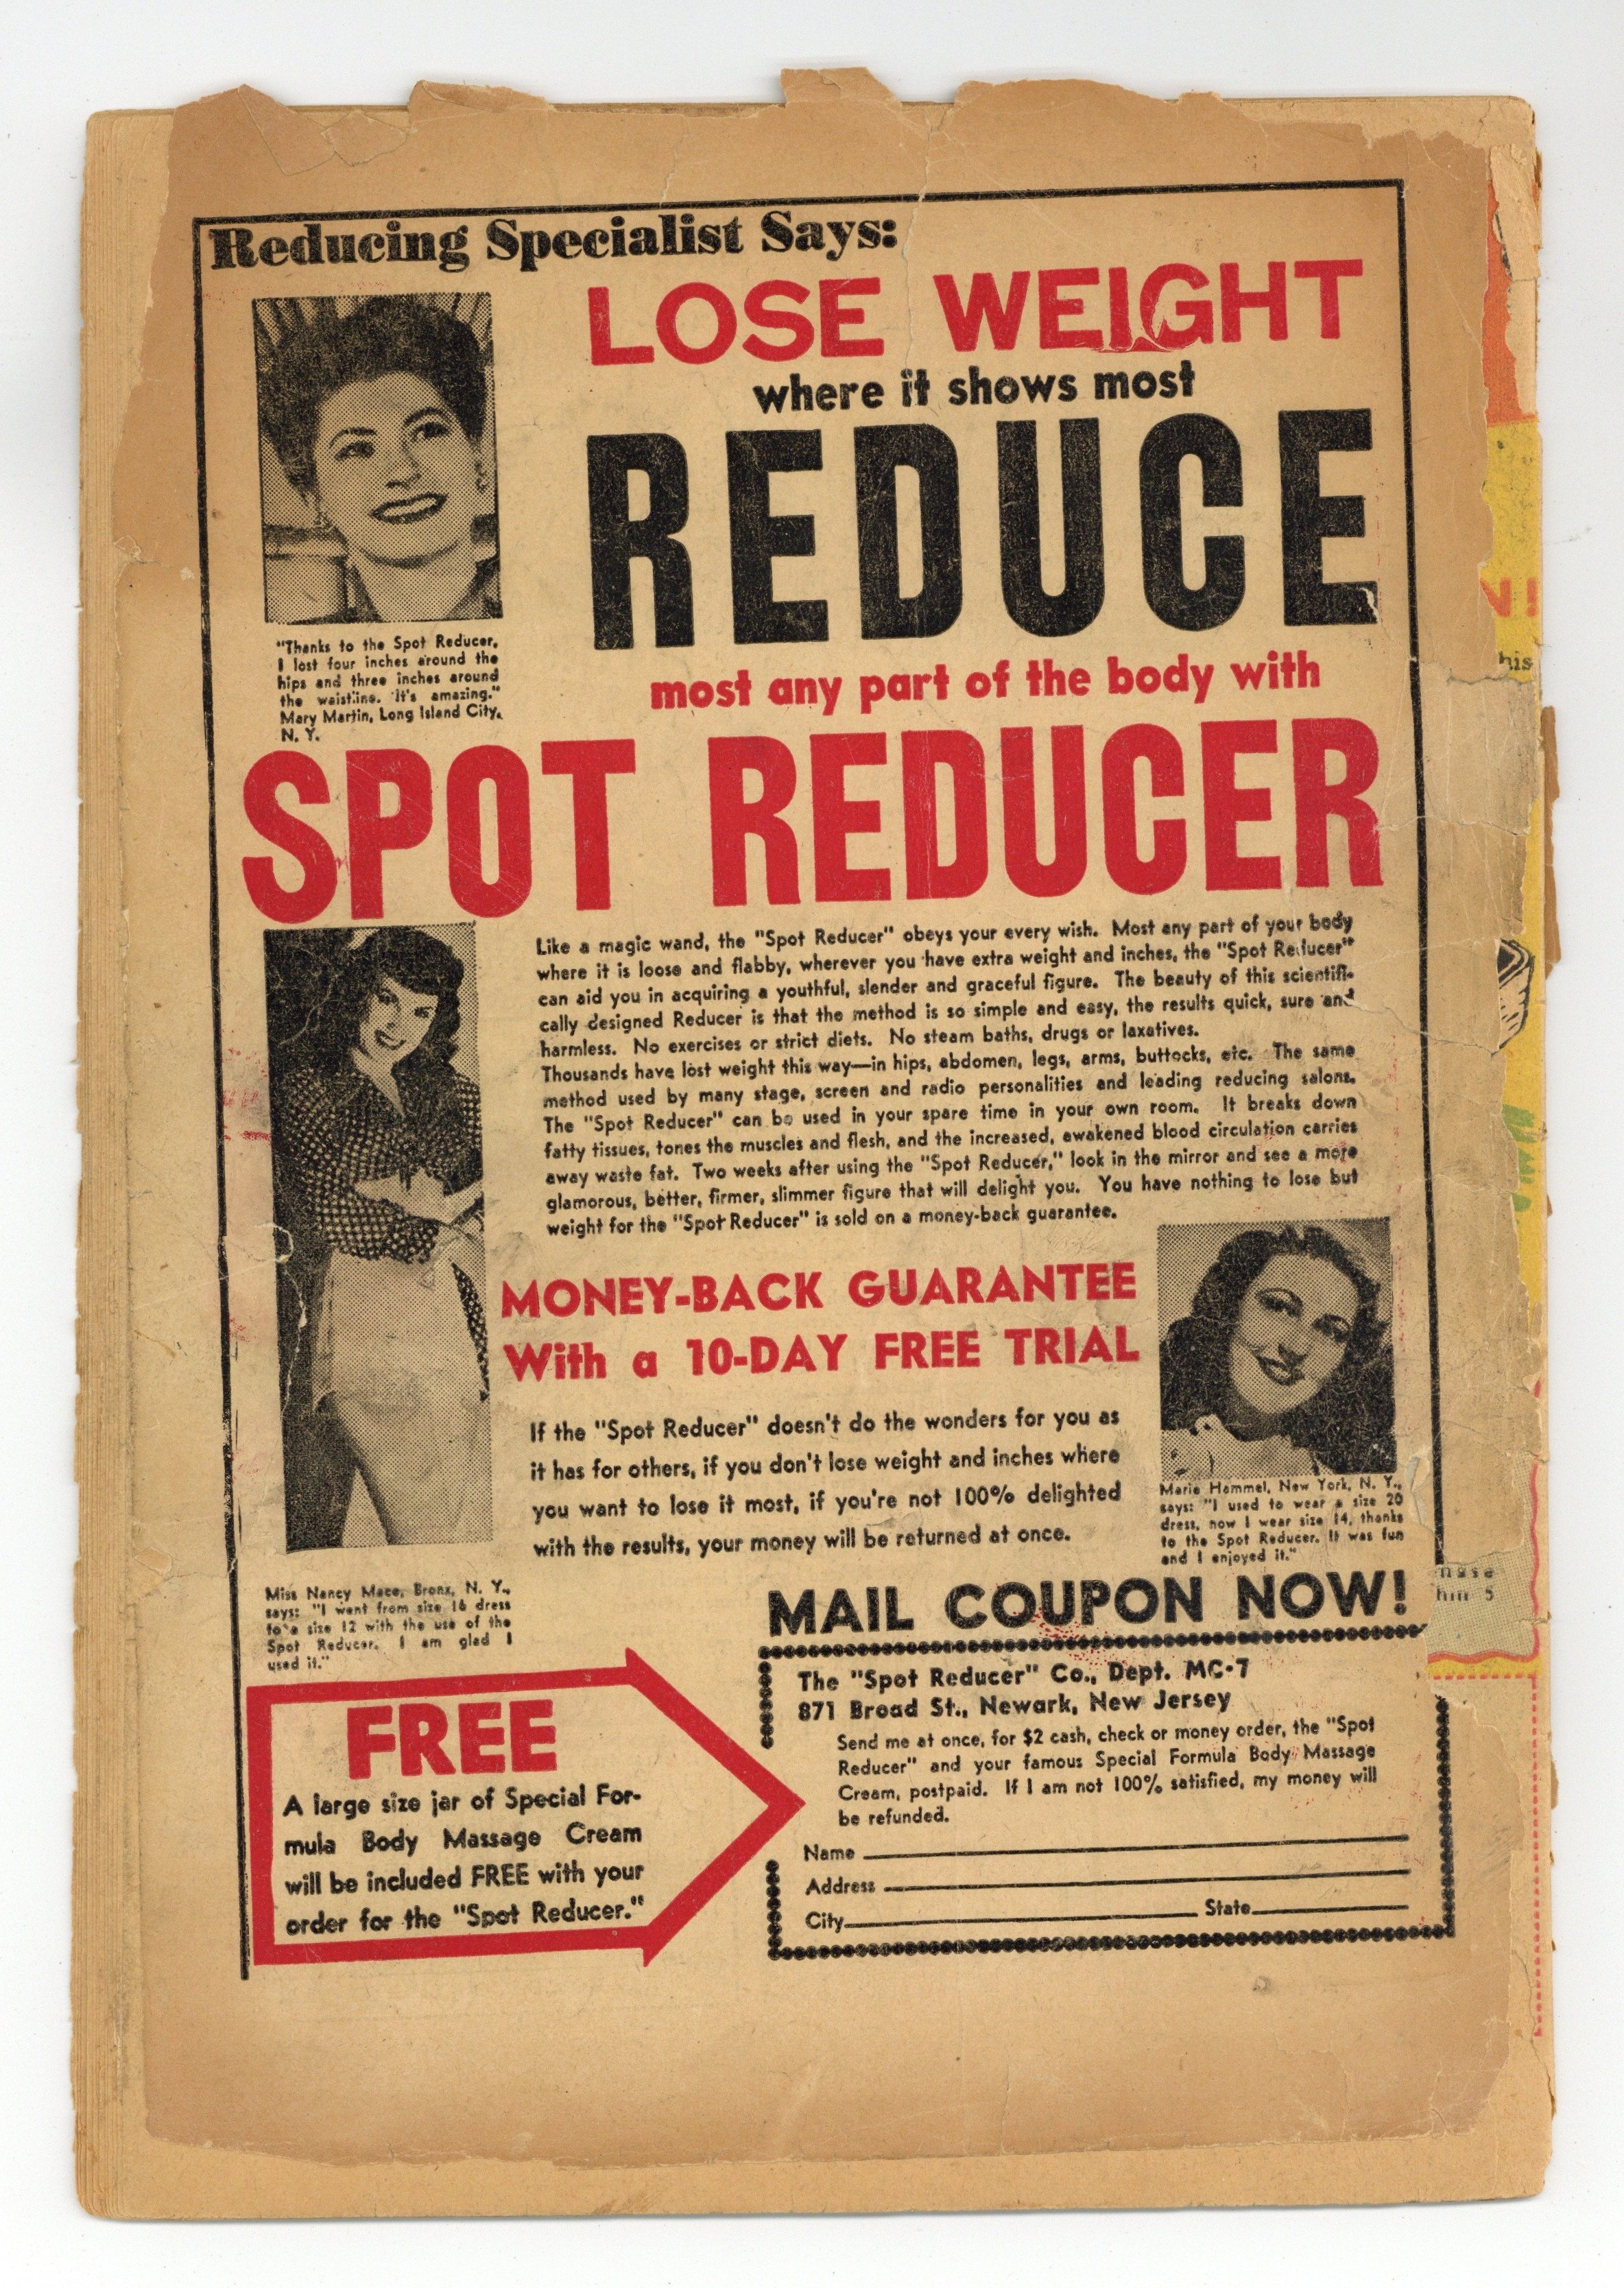 Reducing Specialist Says:
LOSE WEIGHT
where it shows most
REDUCE
most any part of the body with
"Thanks to the Spot Reducer,
I lost four inches around the
hips and three inches around
the waistline. It's amazing."
Mary Martin, Long Island City,
N. Y.
SPOT REDUCER
Like a magic wand, the "Spot Reducer" obeys your every wish. Most any part of your body
where it is loose and flabby, wherever you have extra weight and inches, the "Spot Reducer"
can aid you in acquiring a youthful, slender and graceful figure. The beauty of this scientifi-
cally designed Reducer is that the method is so simple and easy, the results quick, sure and
harmless. No exercises or strict diets. No steam baths, drugs or laxatives.
Thousands have lost weight this way—in hips, abdomen, legs, arms, buttocks, etc. The same
method used by many stage, screen and radio personalities and leading reducing salons.
The "Spot Reducer" can be used in your spare time in your own room. It breaks down
fatty tissues, tones the muscles and flesh, and the increased, awakened blood circulation carries
away waste fat. Two weeks after using the "Spot Reducer," look in the mirror and see a more
glamorous, better, firmer, slimmer figure that will delight you. You have nothing to lose but
weight for the "Spot Reducer" is sold on a money-back guarantee.
MONEY-BACK GUARANTEE
With a 10-DAY FREE TRIAL
If the "Spot Reducer" doesn't do the wonders for you as
it has for others, if you don't lose weight and inches where
you want to lose it most, if you're not 100% delighted
with the results, your money will be returned at once.
Marie Hammel, New York, N. Y.,
says: "I used to wear a size 20
dress, now I wear size 14, thanks
to the Spot Reducer. It was fun
and I enjoyed it."
Miss Nancy Mace, Bronx, N. Y.,
says: "I went from size 16 dress
to a size 12 with the use of the
Spot Reducer. I am glad I
used it."
FREE
A large size jar of Special For-
mula Body Massage Cream
will be included FREE with your
order for the "Spot Reducer."
MAIL COUPON NOW!
The "Spot Reducer" Co., Dept. MC-7
871 Broad St., Newark, New Jersey
Send me at once, for $2 cash, check or money order, the "Spot
Reducer" and your famous Special Formula Body Massage
Cream, postpaid. If I am not 100% satisfied, my money will
be refunded.
Name
Address
City State
his